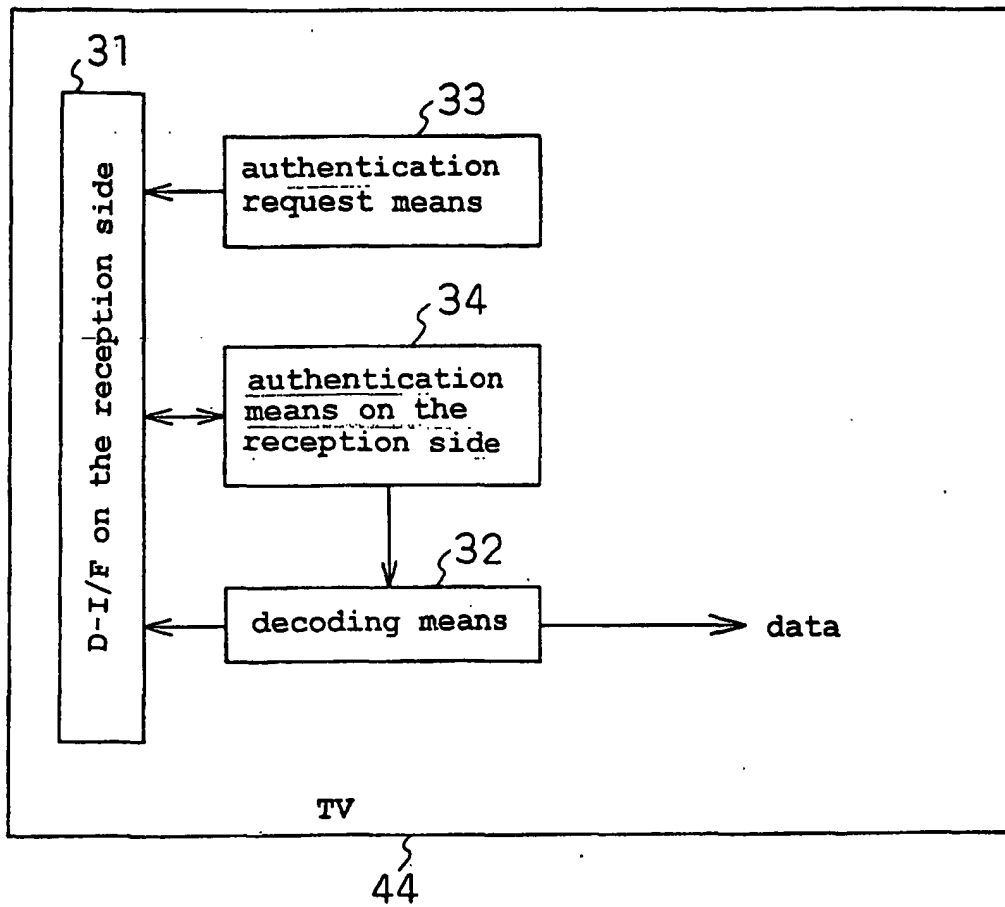 31
D-I/F on the reception side
33
authentication
request means
34
authentication
means on the
reception side
32
decoding means
data
TV
44